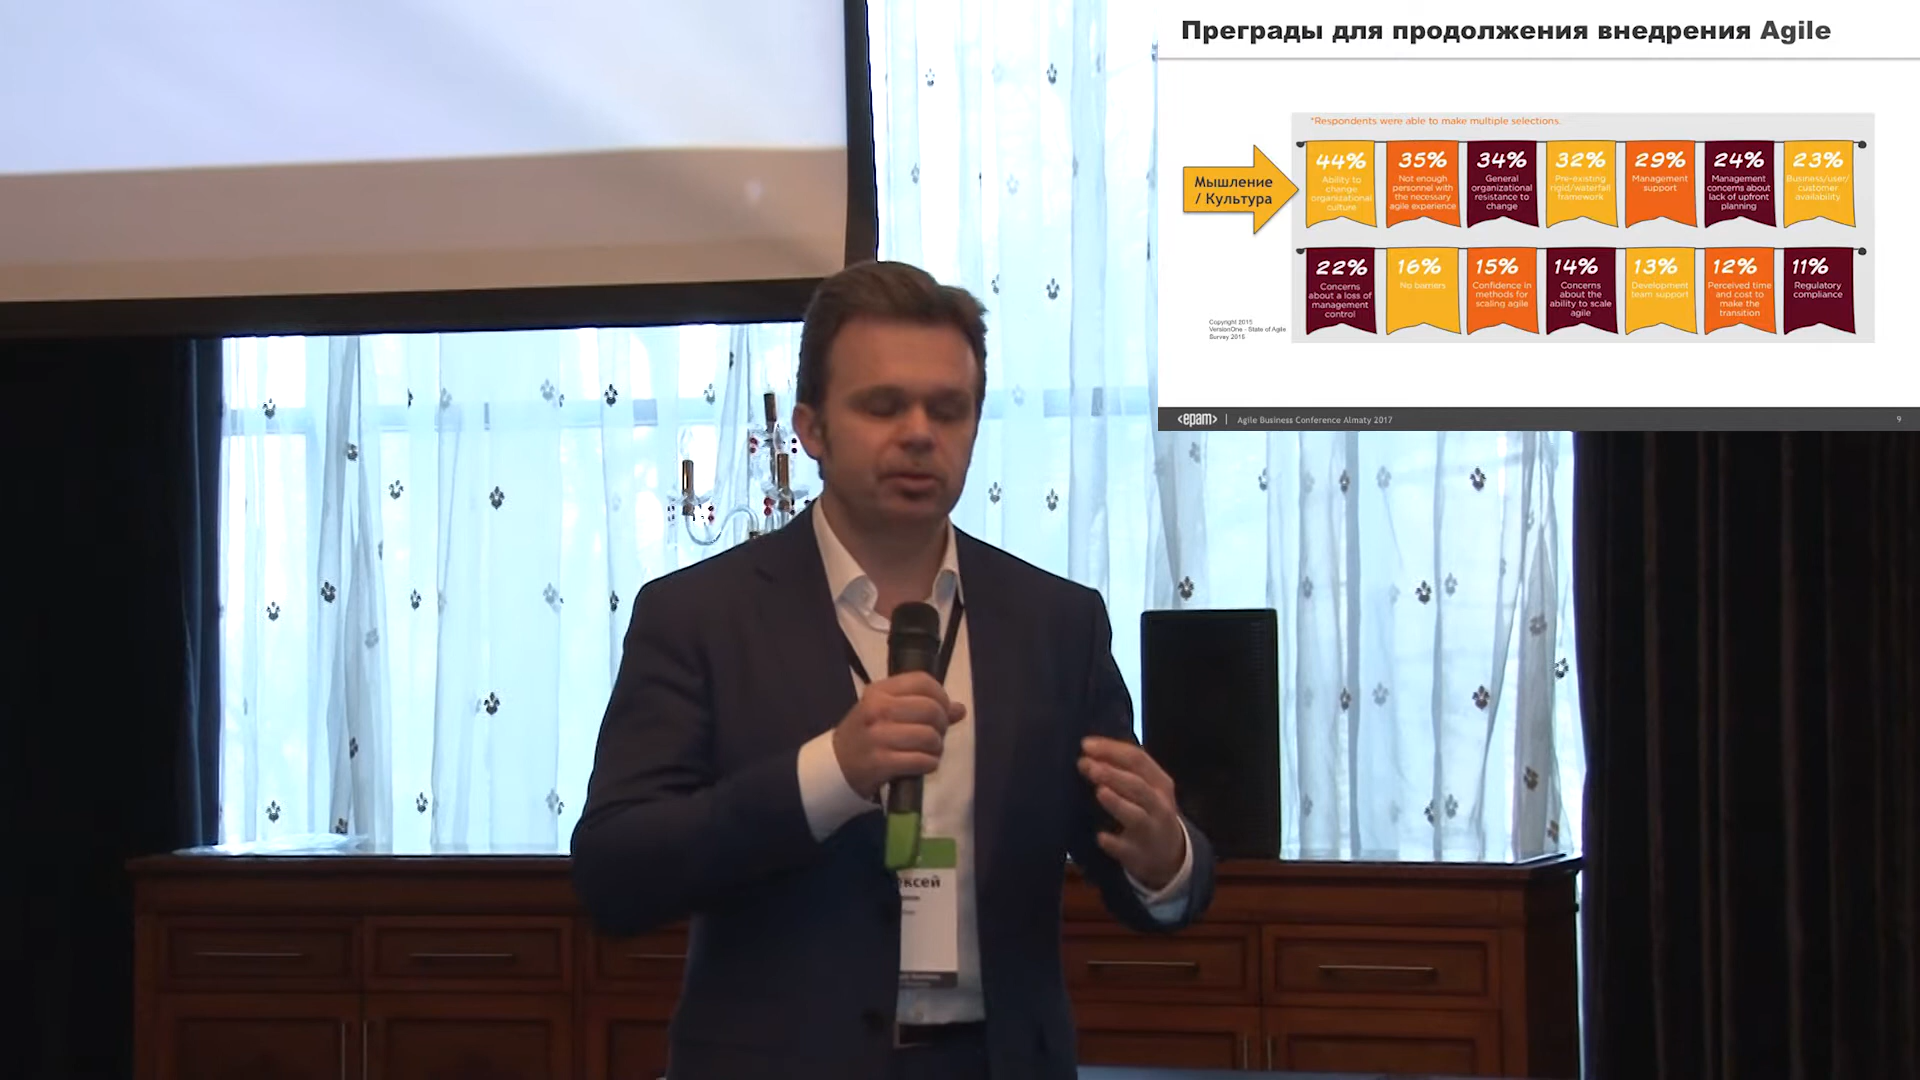 Преграды для продолжения внедрения Agile
*Respondents were able to make multiple selections.
Мышление
/ Культура
44%
Ability to
change
organizational
culture
35%
Not enough
personnel with
the necessary
agile experience
34%
General
organizational
resistance to
change
32%
Pre-existing
rigid/waterfall
framework
29%
Management
support
24%
Management
concerns about
lack of upfront
planning
23%
Business/user/
customer
availability
22%
Concerns
about a loss of
management
control
16%
No barriers
15%
Confidence in
methods for
scaling agile
14%
Concerns
about the
ability to scale
agile
13%
Development
team support
12%
Perceived time
and cost to
make the
transition
11%
Regulatory
compliance
Copyright 2015
VersionOne - State of Agile
Survey 2015
<epam> | Agile Business Conference Almaty 2017
9
ексей